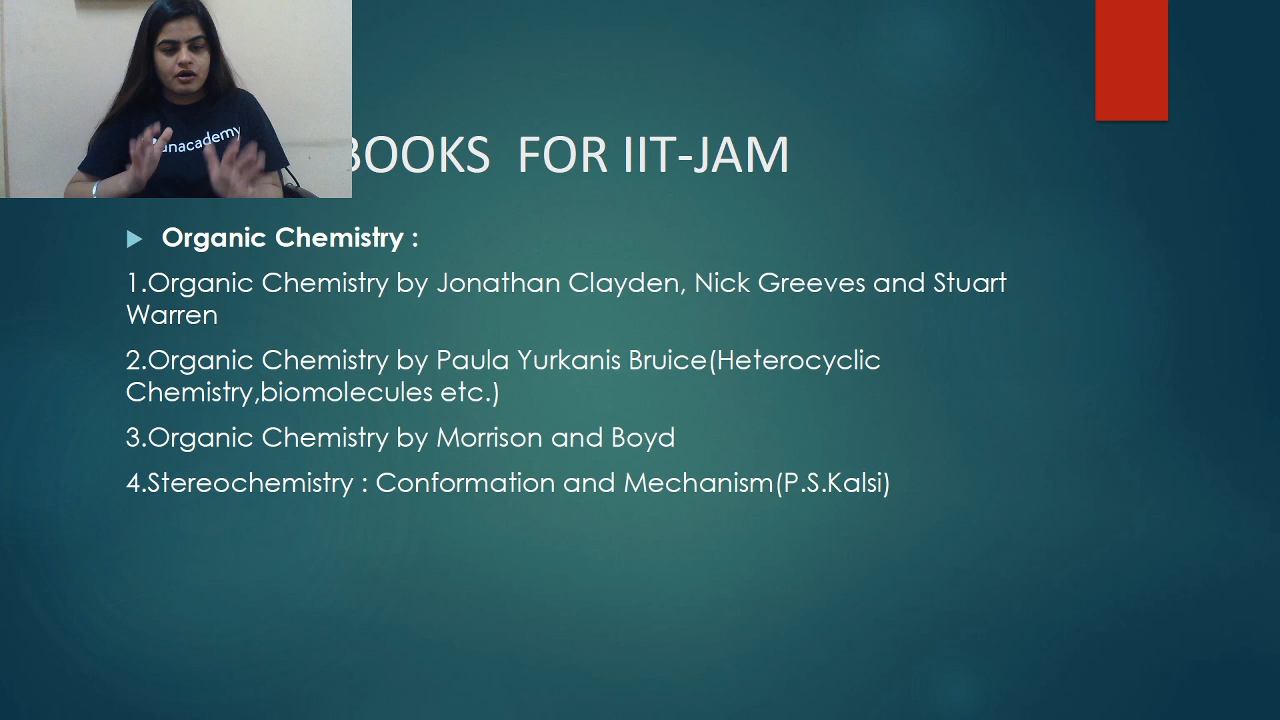 unacademy
BOOKS FOR IIT-JAM
Organic Chemistry :
1.Organic Chemistry by Jonathan Clayden, Nick Greeves and Stuart
Warren
2.Organic Chemistry by Paula Yurkanis Bruice(Heterocyclic
Chemistry,biomolecules etc.)
3.Organic Chemistry by Morrison and Boyd
4.Stereochemistry : Conformation and Mechanism(P.S.Kalsi)